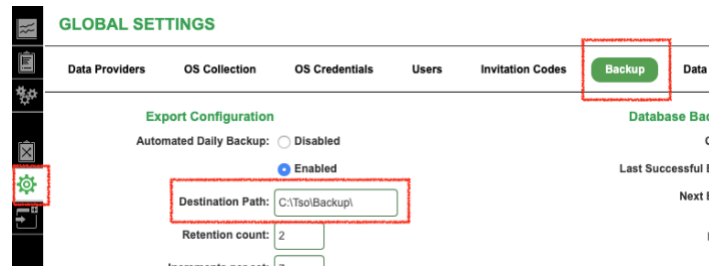 GLOBAL SETTINGS
Data Providers OS Collection OS Credentials Users Invitation Codes Backup Data
Export Configuration
Database
Automated Daily Backup: Disabled
Enabled
Last Successful
Destination Path: C:\Tso\Backup\
Next
Retention count: 2